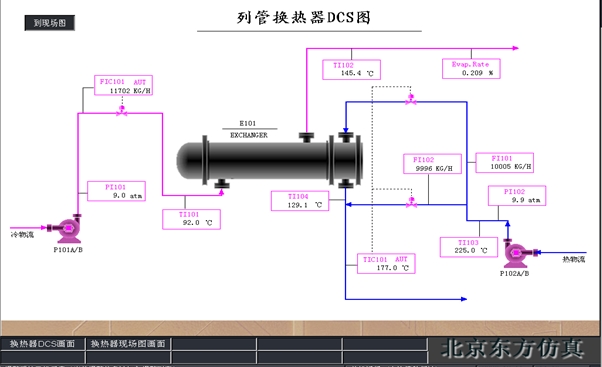 列管换热器DCS图
到现场图
TI102
145.4 ℃
Evap.Rate
0.209 %
FIC101 AUT
11702 KG/H
E101
EXCHANGER
FI102
9996 KG/H
FI101
10005 KG/H
PI101
9.0 atm
TI104
129.1 ℃
PI102
9.9 atm
TI101
92.0 ℃
冷物流
P101A/B
TI103
225.0 ℃
TIC101 AUT
177.0 ℃
热物流
P102A/B
换热器DCS画面
换热器现场图画面
北京东方仿真